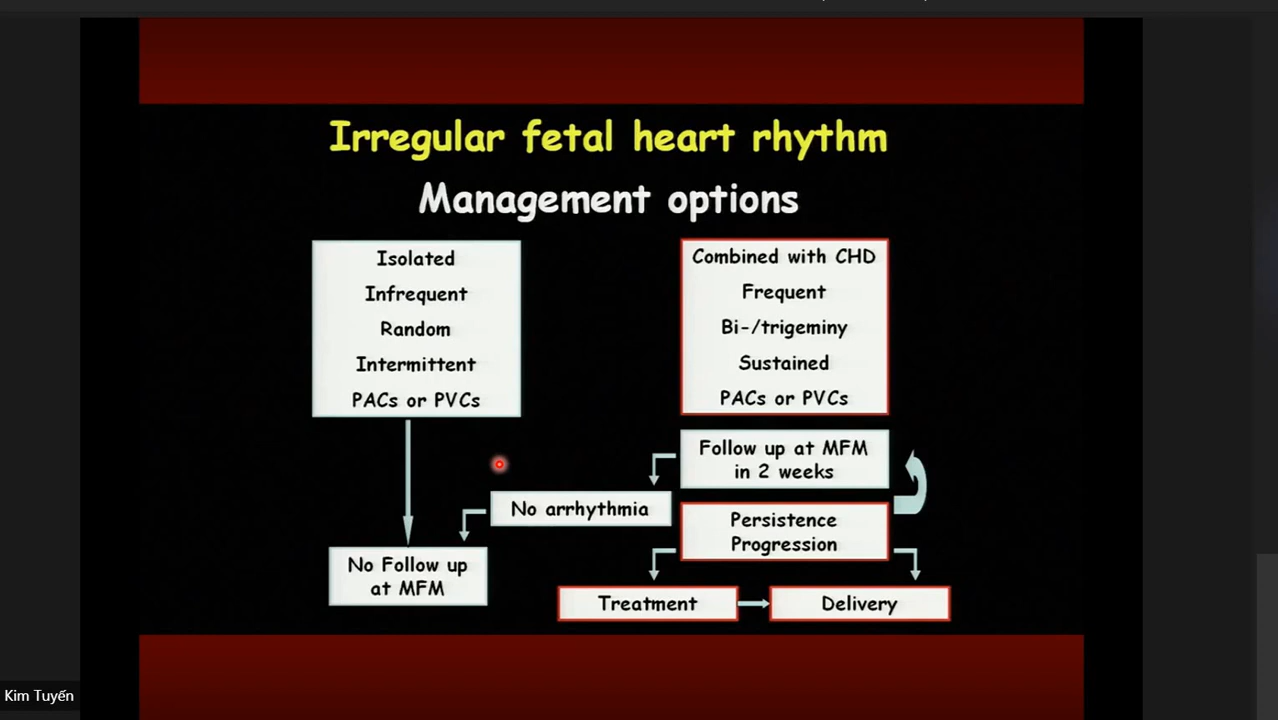 Irregular fetal heart rhythm
Management options
Isolated
Infrequent
Random
Intermittent
PACs or PVCs
Combined with CHD
Frequent
Bi-/trigeminy
Sustained
PACs or PVCs
Follow up at MFM
in 2 weeks
No arrhythmia
Persistence
Progression
No Follow up
at MFM
Treatment
Delivery
Kim Tuyến